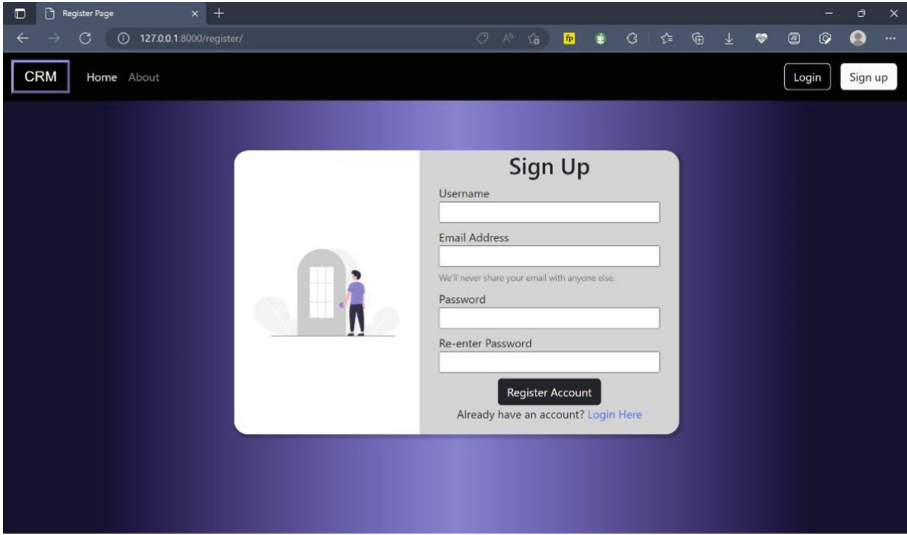 Register Page
127.0.0.1:8000/register/
CRM
Home About
Login
Sign up
Sign Up
Username
Email Address
We'll never share your email with anyone else.
Password
Re-enter Password
Register Account
Already have an account? Login Here